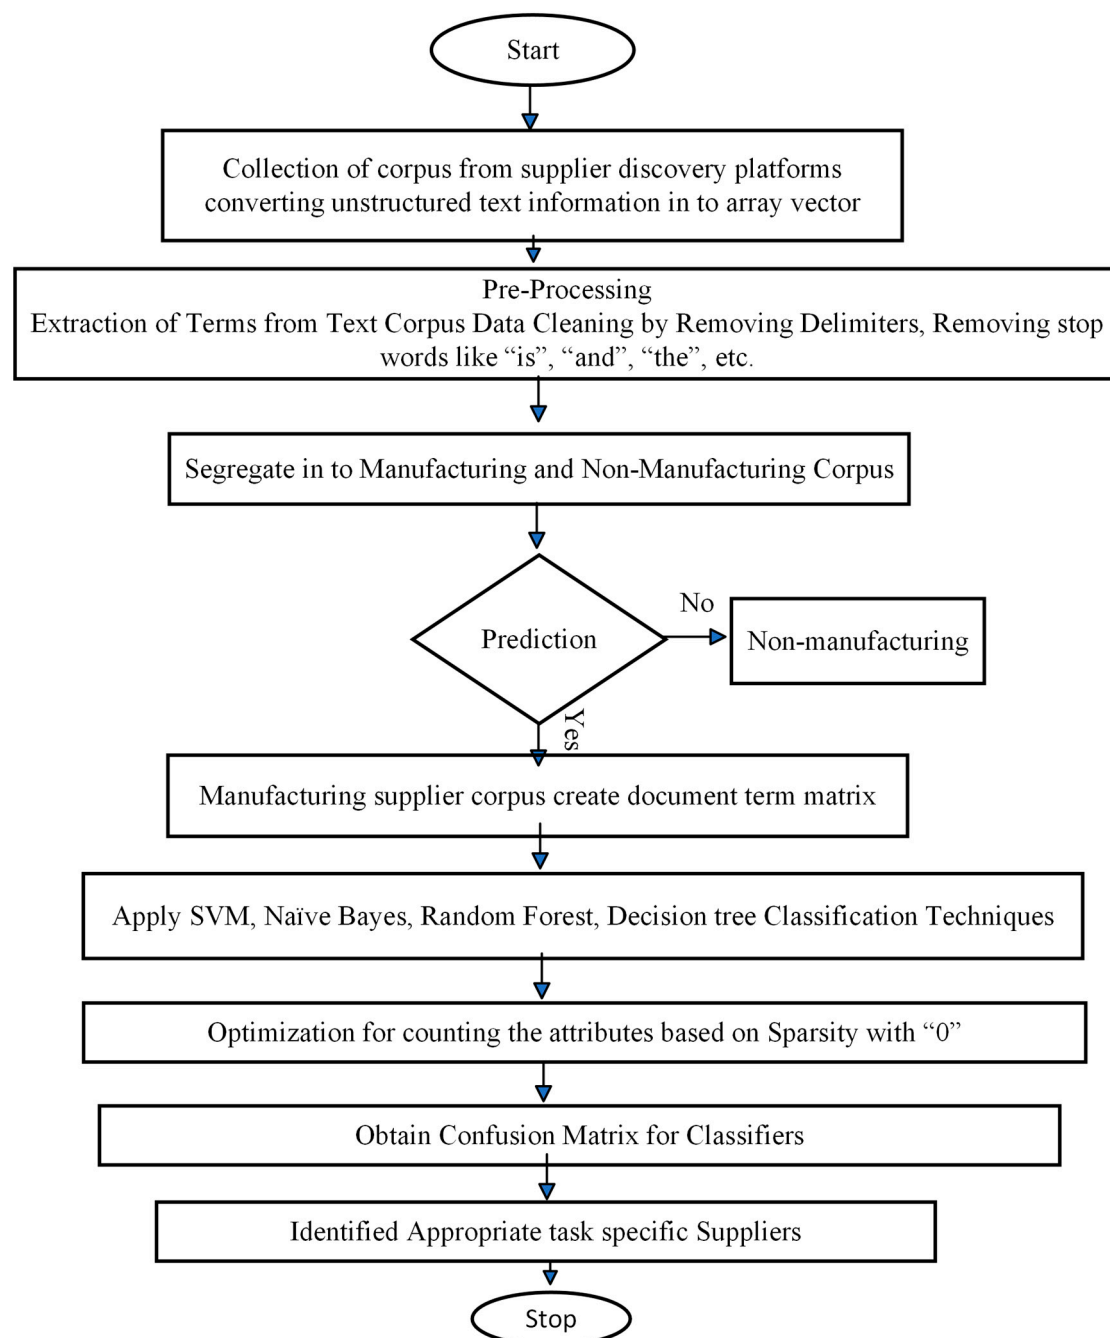 Start
Collection of corpus from supplier discovery platforms
converting unstructured text information in to array vector
Pre-Processing
Extraction of Terms from Text Corpus Data Cleaning by Removing Delimiters, Removing stop
words like “is”, “and”, “the”, etc.
Segregate in to Manufacturing and Non-Manufacturing Corpus
Prediction
No
Non-manufacturing
Yes
Manufacturing supplier corpus create document term matrix
Apply SVM, Naïve Bayes, Random Forest, Decision tree Classification Techniques
Optimization for counting the attributes based on Sparsity with “0”
Obtain Confusion Matrix for Classifiers
Identified Appropriate task specific Suppliers
Stop